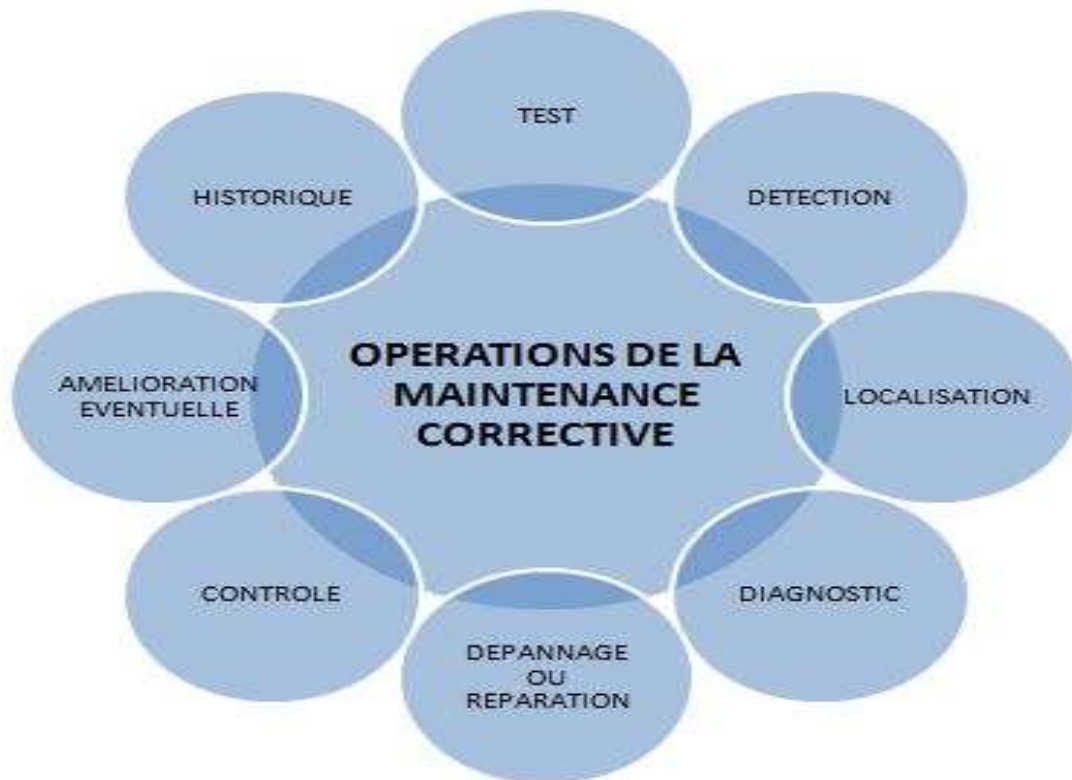 TEST
DETECTION
LOCALISATION
DIAGNOSTIC
DEPANNAGE
OU
REPARATION
CONTROLE
AMELIORATION
EVENTUELLE
HISTORIQUE
OPERATIONS DE LA
MAINTENANCE
CORRECTIVE